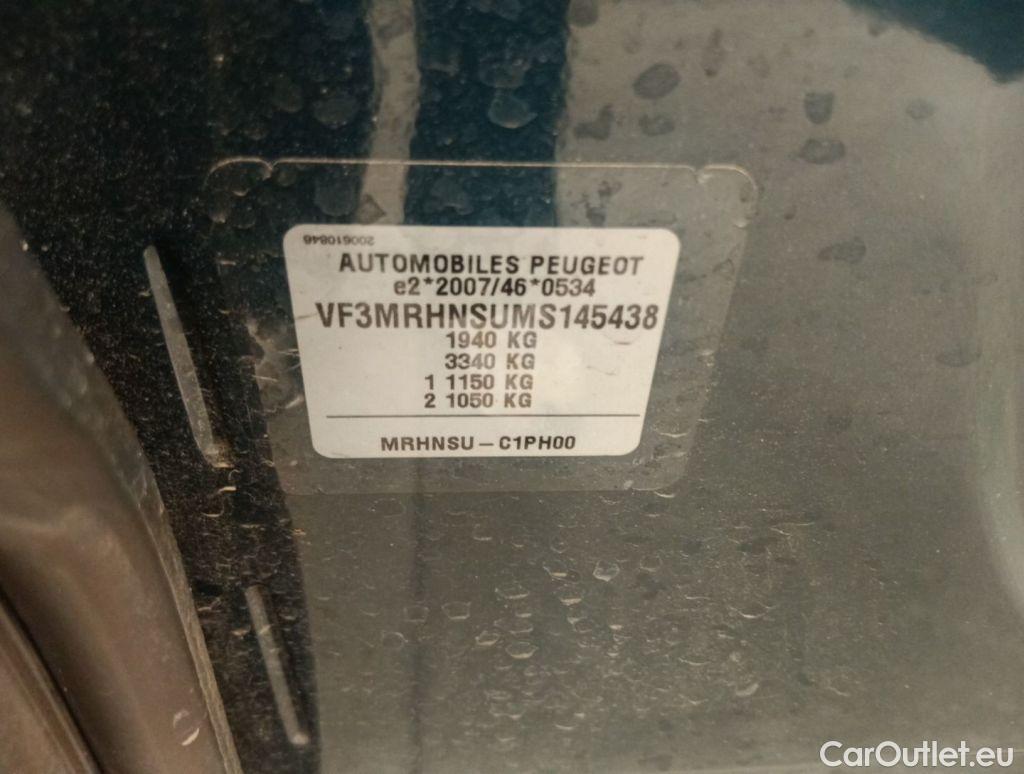 200610846
AUTOMOBILES PEUGEOT
e2*2007/46*0534
VF3MRHNSUMS145438
1940 KG
3340 KG
1 1150 KG
2 1050 KG
MRHNSU – C1PH00
CarOutlet.eu